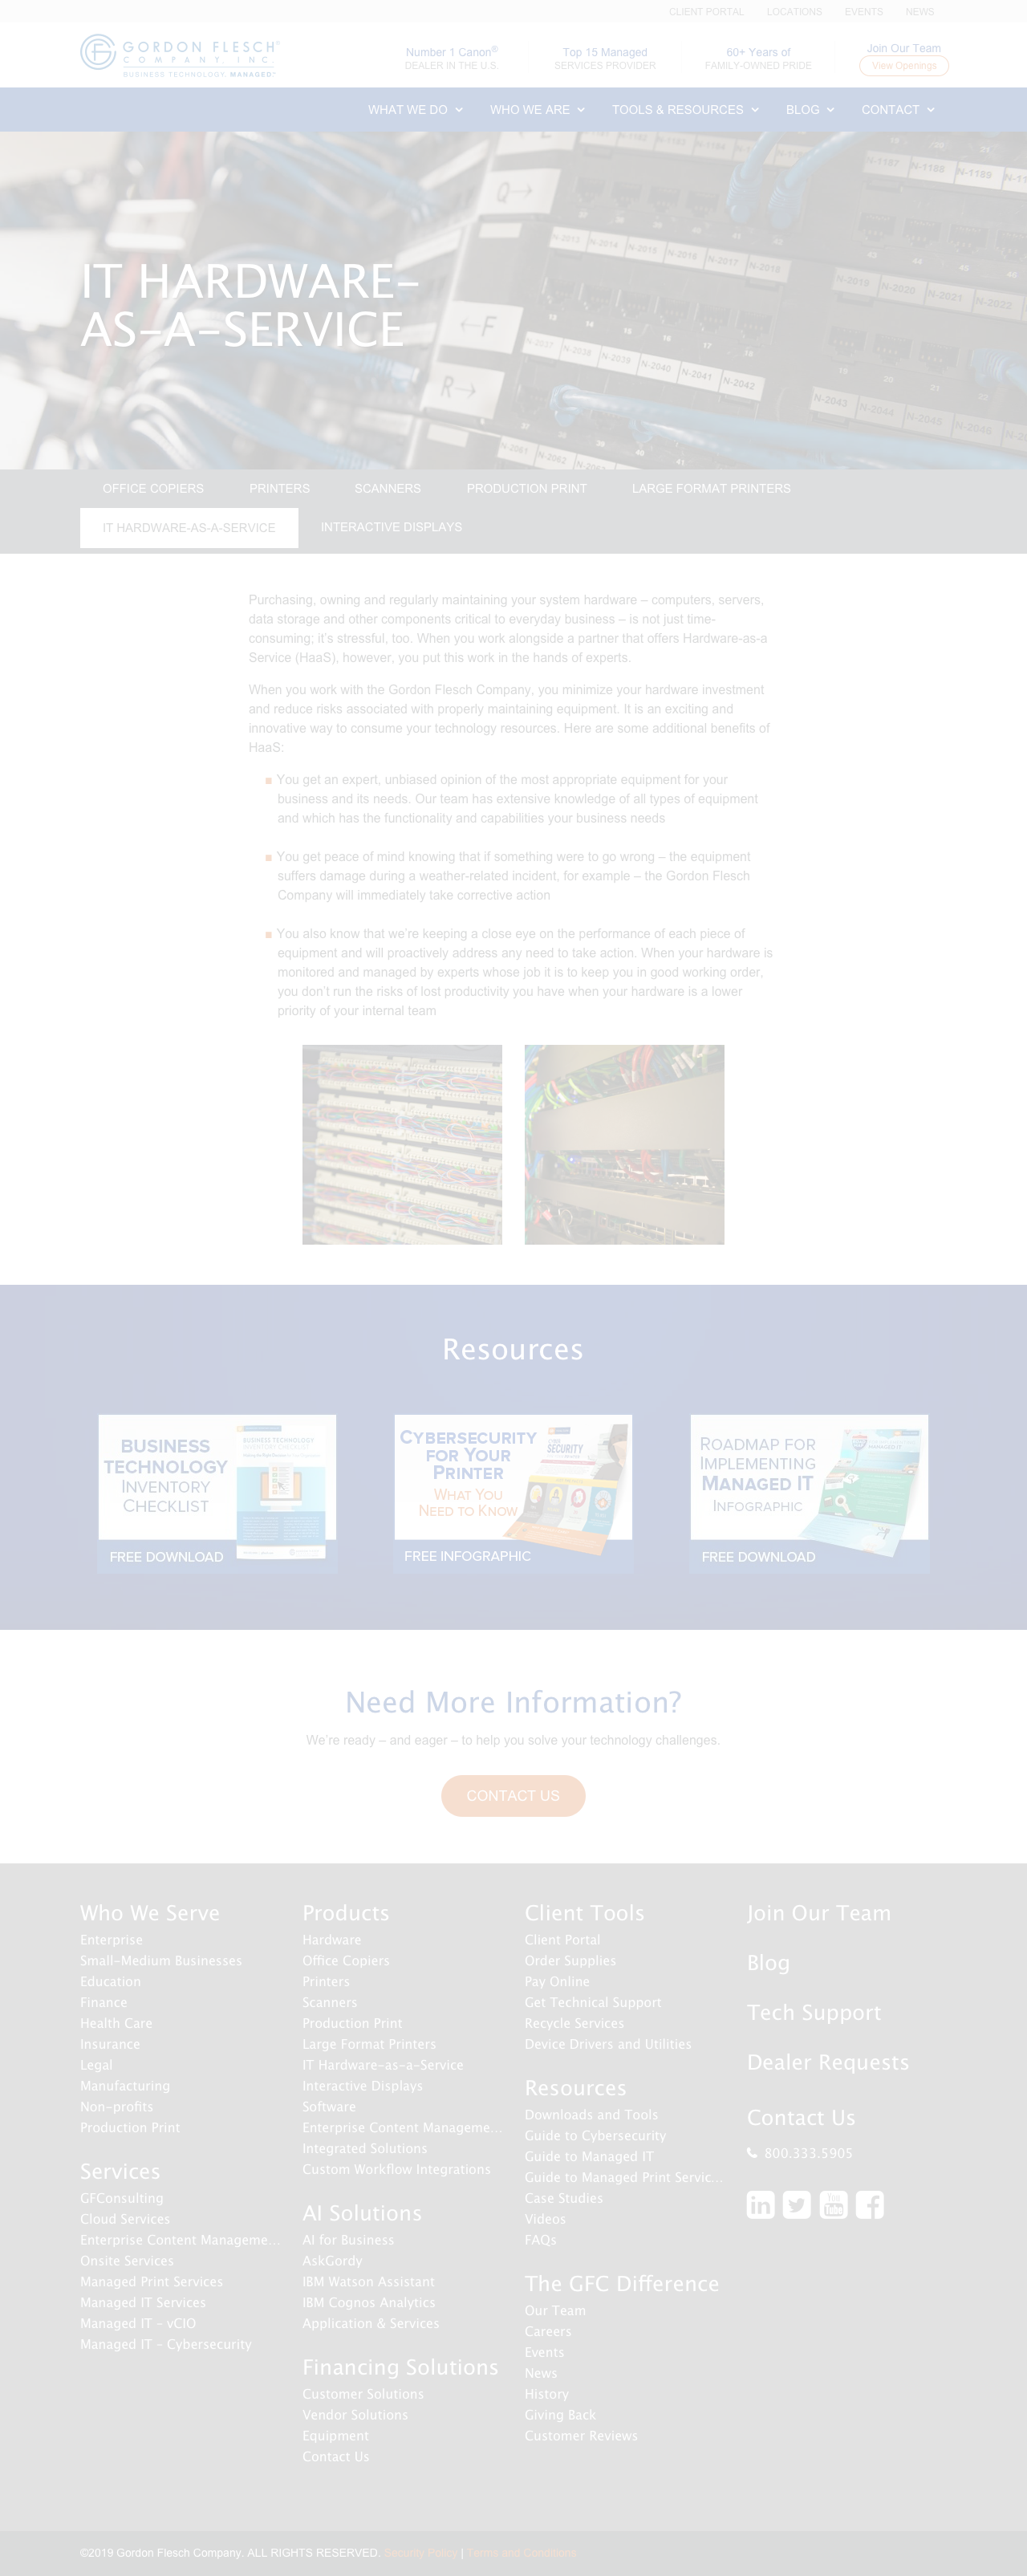 CLIENT PORTAL LOCATIONS EVENTS NEWS
GORDON FLESCH®
COMPANY, INC.
BUSINESS TECHNOLOGY. MANAGED.
Number 1 Canon®
DEALER IN THE U.S.
Top 15 Managed
SERVICES PROVIDER
60+ Years of
FAMILY-OWNED PRIDE
Join Our Team
View Openings
WHAT WE DO WHO WE ARE TOOLS & RESOURCES BLOG CONTACT
IT HARDWARE-
AS-A-SERVICE
OFFICE COPIERS PRINTERS SCANNERS PRODUCTION PRINT LARGE FORMAT PRINTERS
IT HARDWARE-AS-A-SERVICE INTERACTIVE DISPLAYS
Purchasing, owning and regularly maintaining your system hardware – computers, servers,
data storage and other components critical to everyday business – is not just time-
consuming; it's stressful, too. When you work alongside a partner that offers Hardware-as-a
Service (HaaS), however, you put this work in the hands of experts.
When you work with the Gordon Flesch Company, you minimize your hardware investment
and reduce risks associated with properly maintaining equipment. It is an exciting and
innovative way to consume your technology resources. Here are some additional benefits of
HaaS:
You get an expert, unbiased opinion of the most appropriate equipment for your
business and its needs. Our team has extensive knowledge of all types of equipment
and which has the functionality and capabilities your business needs
You get peace of mind knowing that if something were to go wrong – the equipment
suffers damage during a weather-related incident, for example – the Gordon Flesch
Company will immediately take corrective action
You also know that we're keeping a close eye on the performance of each piece of
equipment and will proactively address any need to take action. When your hardware is
monitored and managed by experts whose job it is to keep you in good working order,
you don't run the risks of lost productivity you have when your hardware is a lower
priority of your internal team
Resources
BUSINESS
TECHNOLOGY
INVENTORY
CHECKLIST
FREE DOWNLOAD
CYBERSECURITY
FOR YOUR
PRINTER
WHAT YOU
NEED TO KNOW
FREE INFOGRAPHIC
ROADMAP FOR
IMPLEMENTING
MANAGED IT
INFOGRAPHIC
FREE DOWNLOAD
Need More Information?
We're ready – and eager – to help you solve your technology challenges.
CONTACT US
Who We Serve
Enterprise
Small-Medium Businesses
Education
Finance
Health Care
Insurance
Legal
Manufacturing
Non-profits
Production Print
Services
GFConsulting
Cloud Services
Enterprise Content Manageme...
Onsite Services
Managed Print Services
Managed IT Services
Managed IT - vCIO
Managed IT - Cybersecurity
Products
Hardware
Office Copiers
Printers
Scanners
Production Print
Large Format Printers
IT Hardware-as-a-Service
Interactive Displays
Software
Enterprise Content Manageme...
Integrated Solutions
Custom Workflow Integrations
AI Solutions
AI for Business
AskGordy
IBM Watson Assistant
IBM Cognos Analytics
Application & Services
Financing Solutions
Customer Solutions
Vendor Solutions
Equipment
Contact Us
Client Tools
Client Portal
Order Supplies
Pay Online
Get Technical Support
Recycle Services
Device Drivers and Utilities
Resources
Downloads and Tools
Guide to Cybersecurity
Guide to Managed IT
Guide to Managed Print Servic...
Case Studies
Videos
FAQs
The GFC Difference
Our Team
Careers
Events
News
History
Giving Back
Customer Reviews
Join Our Team
Blog
Tech Support
Dealer Requests
Contact Us
800.333.5905
©2019 Gordon Flesch Company. ALL RIGHTS RESERVED. Security Policy | Terms and Conditions